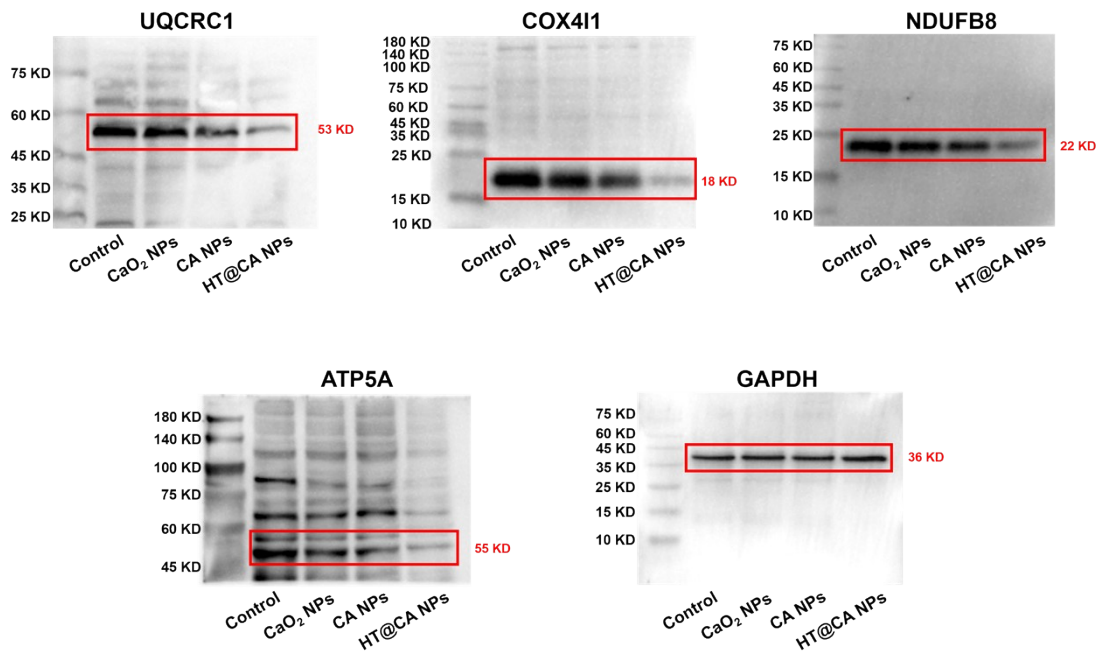 UQCRC1
75 KD
60 KD
45 KD
35 KD
25 KD
53 KD
Control
CaO₂ NPs
CA NPs
HT@CA NPs
COX4I1
180 KD
140 KD
100 KD
75 KD
60 KD
45 KD
35 KD
25 KD
15 KD
10 KD
18 KD
Control
CaO₂ NPs
CA NPs
HT@CA NPs
NDUFB8
75 KD
60 KD
45 KD
35 KD
25 KD
15 KD
10 KD
22 KD
Control
CaO₂ NPs
CA NPs
HT@CA NPs
ATP5A
180 KD
140 KD
100 KD
75 KD
60 KD
45 KD
55 KD
Control
CaO₂ NPs
CA NPs
HT@CA NPs
GAPDH
75 KD
60 KD
45 KD
35 KD
25 KD
15 KD
10 KD
36 KD
Control
CaO₂ NPs
CA NPs
HT@CA NPs